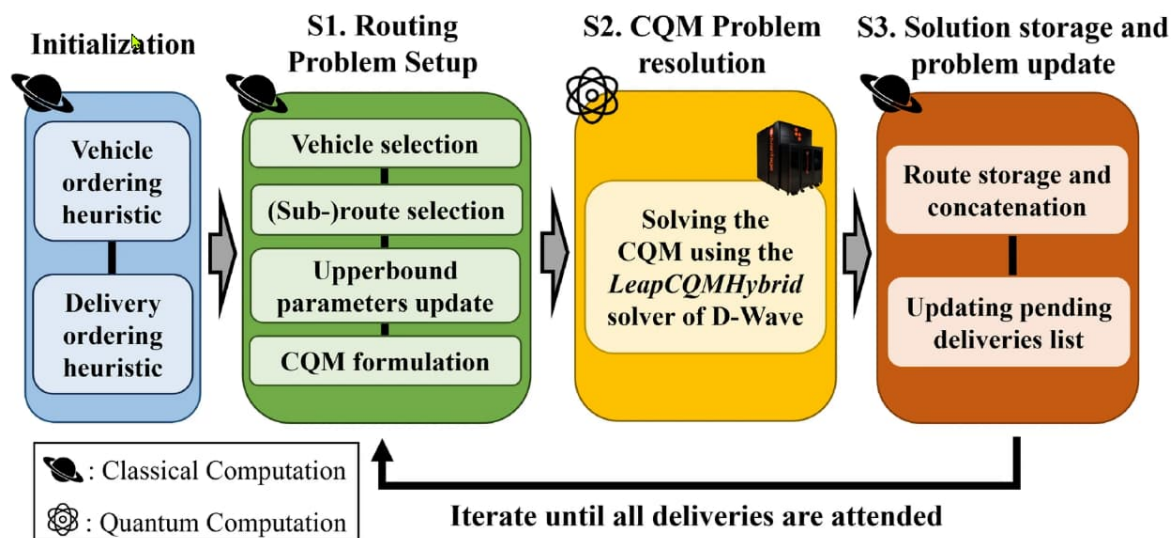 Initialization
Vehicle
ordering
heuristic
Delivery
ordering
heuristic
S1. Routing
Problem Setup
Vehicle selection
(Sub-)route selection
Upperbound
parameters update
CQM formulation
S2. CQM Problem
resolution
Solving the
CQM using the
LeapCQMHybrid
solver of D-Wave
S3. Solution storage and
problem update
Route storage and
concatenation
Updating pending
deliveries list
Iterate until all deliveries are attended
: Classical Computation
: Quantum Computation